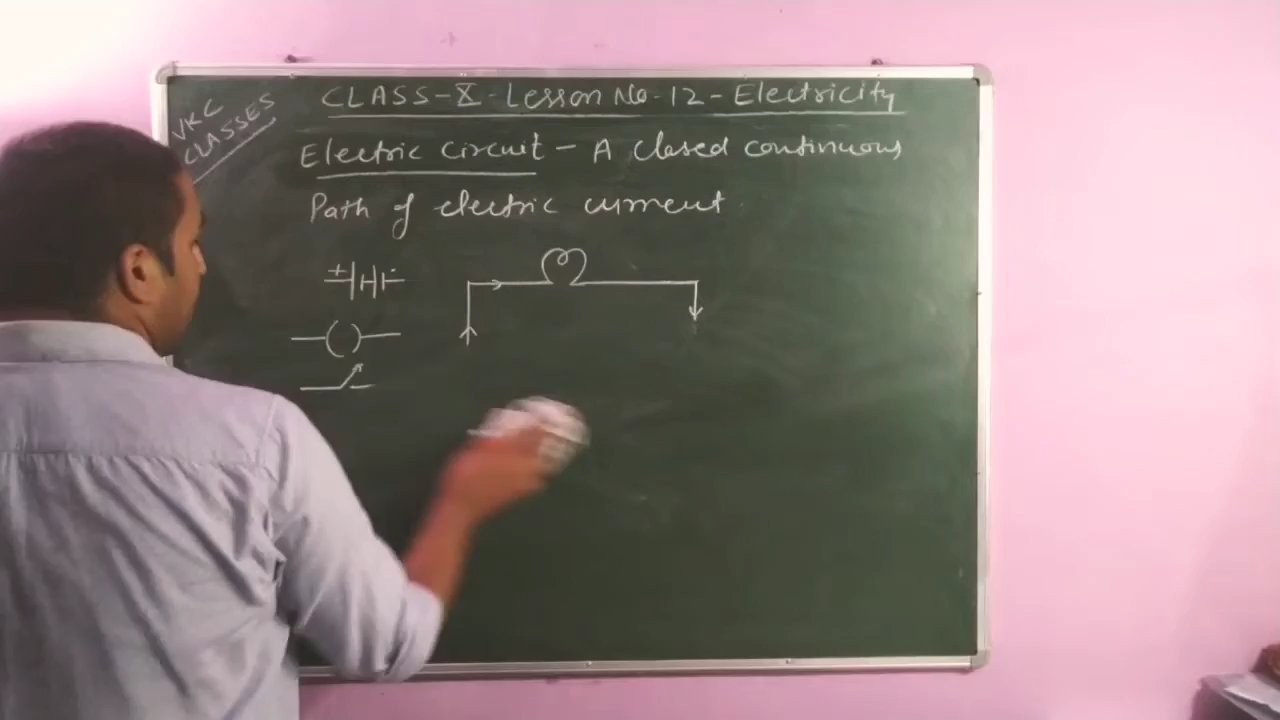 VKC
CLASSES
CLASS-X-Lesson No-12-Electricity
Electric Circuit - A closed continuous
Path of electric current.
+ -